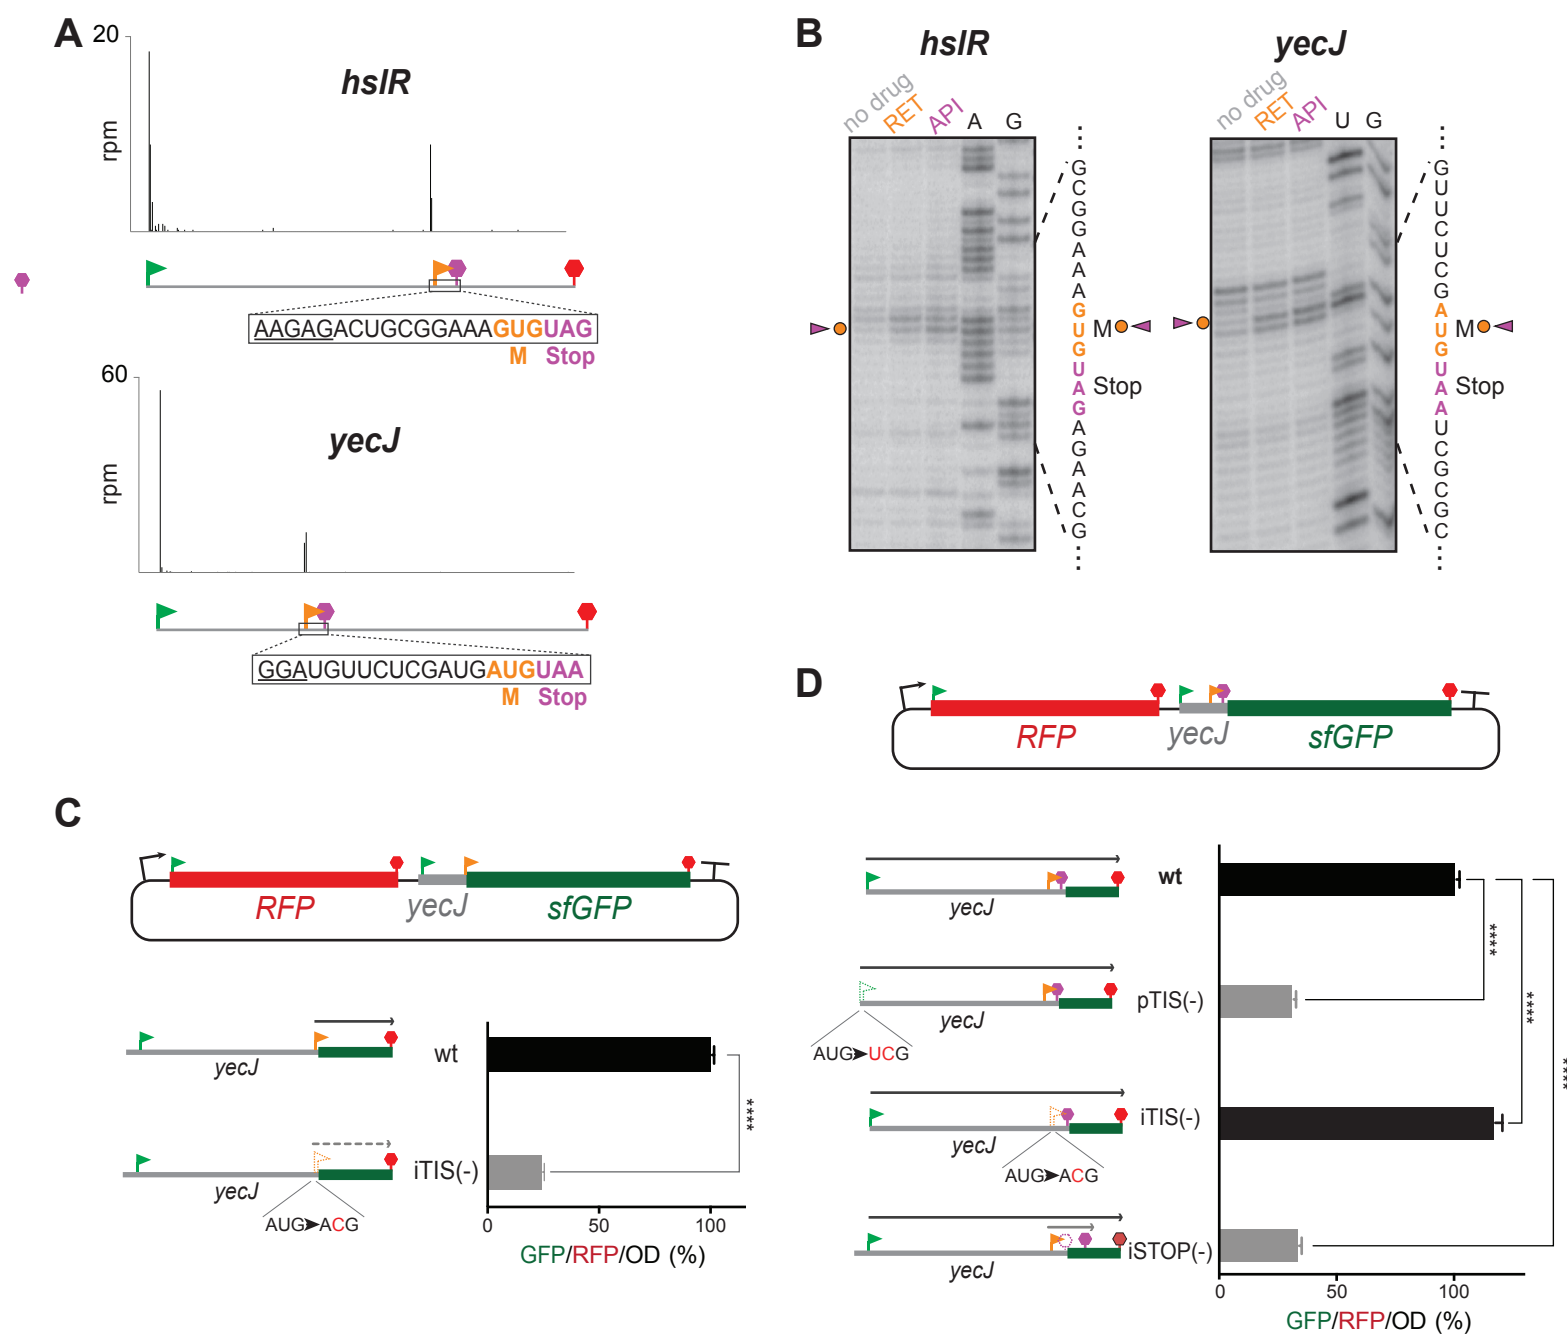 A
20
rpm
hslR
AAGAGACUGCGGAAAGUGUAG
M Stop
60
rpm
yecJ
GGAUGUUCUCGAUGAUGUAA
M Stop
B
hslR
no drug
RET
API
A G
G
C
G
G
A
A
A
G
U
G
U
A
G
A
G
A
A
C
G
M
Stop
yecJ
no drug
RET
API
U G
G
U
U
C
U
C
G
A
U
G
U
A
A
U
C
G
C
G
C
M
Stop
C
RFP yecJ sfGFP
yecJ
wt
****
yecJ
iTIS(-)
AUG➤ACG
0 50 100
GFP/RFP/OD (%)
D
RFP yecJ sfGFP
yecJ
wt
****
yecJ
pTIS(-)
AUG➤UCG
****
yecJ
iTIS(-)
AUG➤ACG
****
yecJ
iSTOP(-)
0 50 100
GFP/RFP/OD (%)